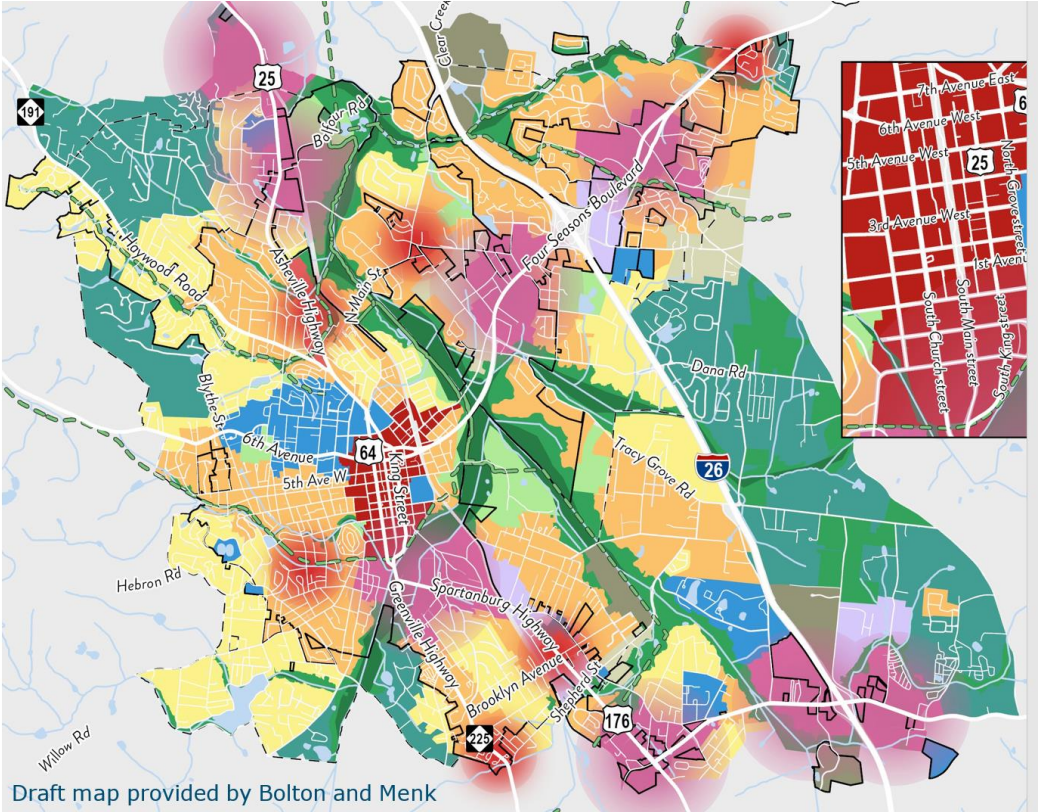 Clear Creek
25
191
Balfour Rd
7th Avenue East
6
6th Avenue West
5th Avenue West
25
North Grove street
3rd Avenue West
1st Avenu
South Church street
South Main street
South King street
Four Seasons Boulevard
Haywood Road
Asheville Highway
N Main St
Dana Rd
Blythe St
6th Avenue
64
5th Ave W
King Street
Tracy Grove Rd
26
Hebron Rd
Greenville Highway
Spartanburg Highway
Brooklyn Avenue
Shepherd St
176
225
Willow Rd
Draft map provided by Bolton and Menk